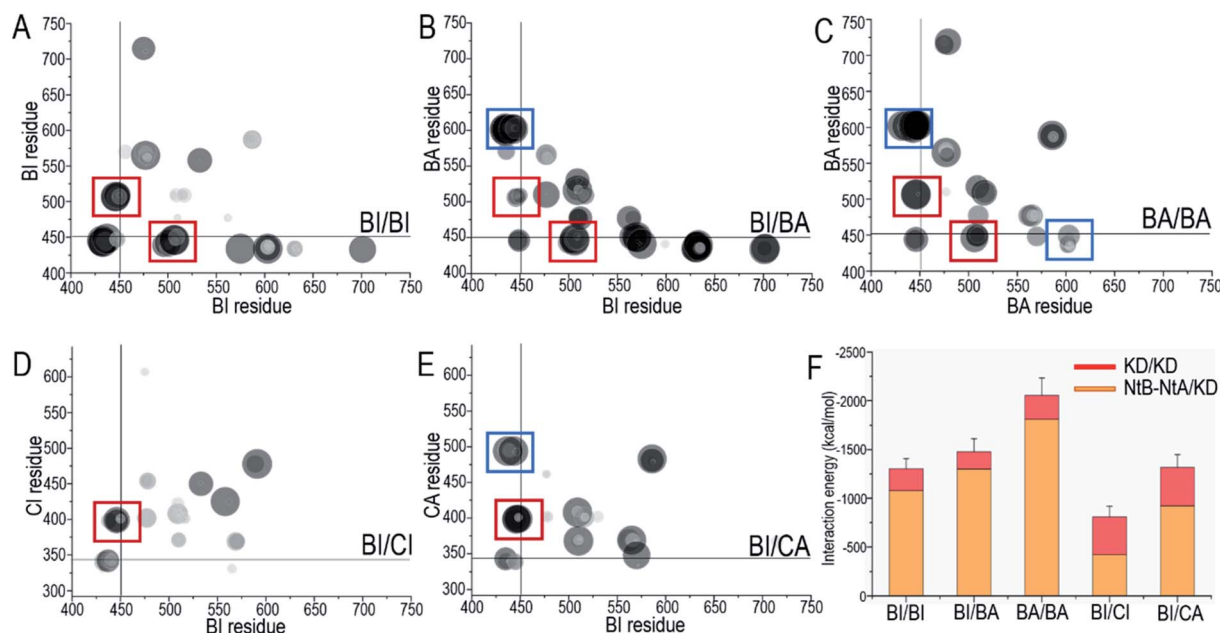 A
BI residue
750
700
650
600
550
500
450
400
BI/BI
400 450 500 550 600 650 700 750
BI residue
B
BA residue
750
700
650
600
550
500
450
400
BI/BA
400 450 500 550 600 650 700 750
BI residue
C
BA residue
750
700
650
600
550
500
450
400
BA/BA
400 450 500 550 600 650 700 750
BA residue
D
CI residue
600
550
500
450
400
350
300
BI/CI
400 450 500 550 600 650 700 750
BI residue
E
CA residue
600
550
500
450
400
350
300
BI/CA
400 450 500 550 600 650 700 750
BI residue
F
Interaction energy (kcal/mol)
-2500
-2000
-1500
-1000
-500
0
KD/KD
NtB-NtA/KD
BI/BI BI/BA BA/BA BI/CI BI/CA